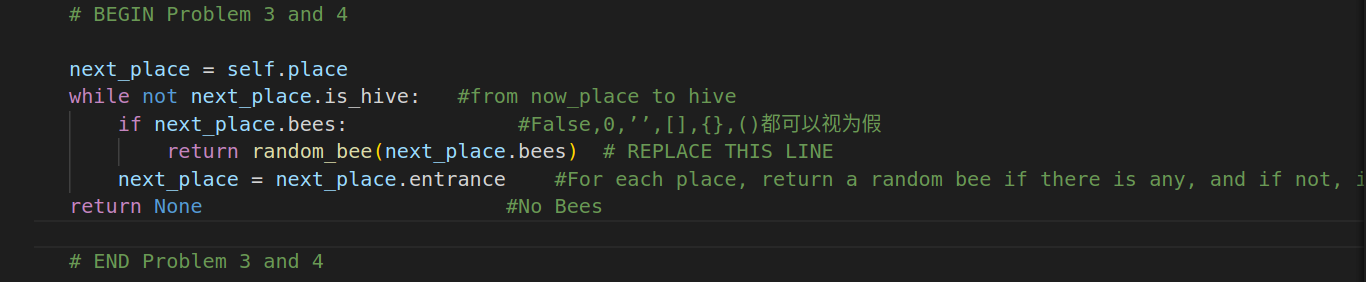 # BEGIN Problem 3 and 4
next_place = self.place
while not next_place.is_hive:   #from now_place to hive
if next_place.bees:              #False,0,’’,[],{},()都可以视为假
return random_bee(next_place.bees)  # REPLACE THIS LINE
next_place = next_place.entrance    #For each place, return a random bee if there is any, and if not, i
return None                         #No Bees
# END Problem 3 and 4